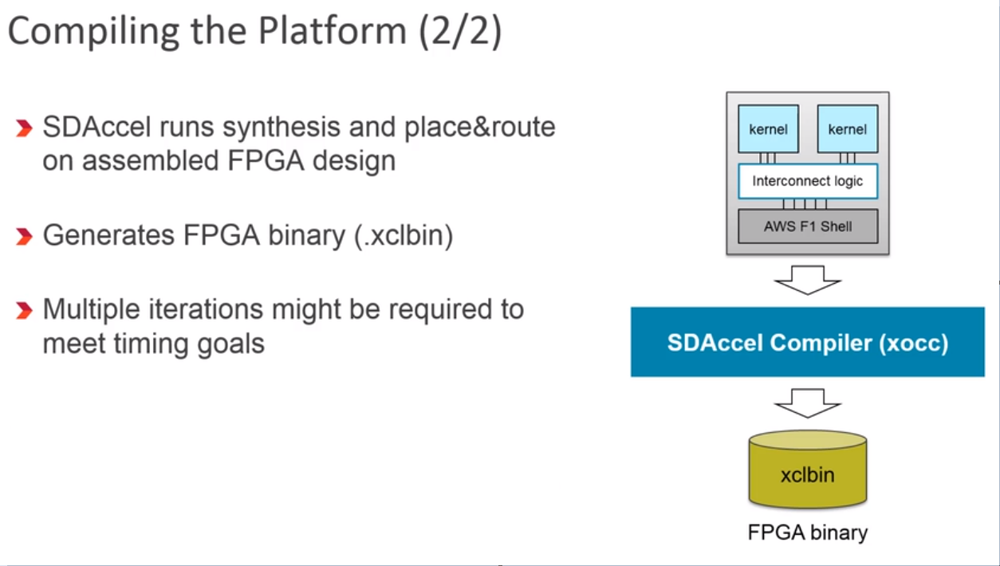 Compiling the Platform (2/2)
SDAccel runs synthesis and place&route
on assembled FPGA design
Generates FPGA binary (.xclbin)
Multiple iterations might be required to
meet timing goals
kernel
kernel
Interconnect logic
AWS F1 Shell
SDAccel Compiler (xocc)
xclbin
FPGA binary